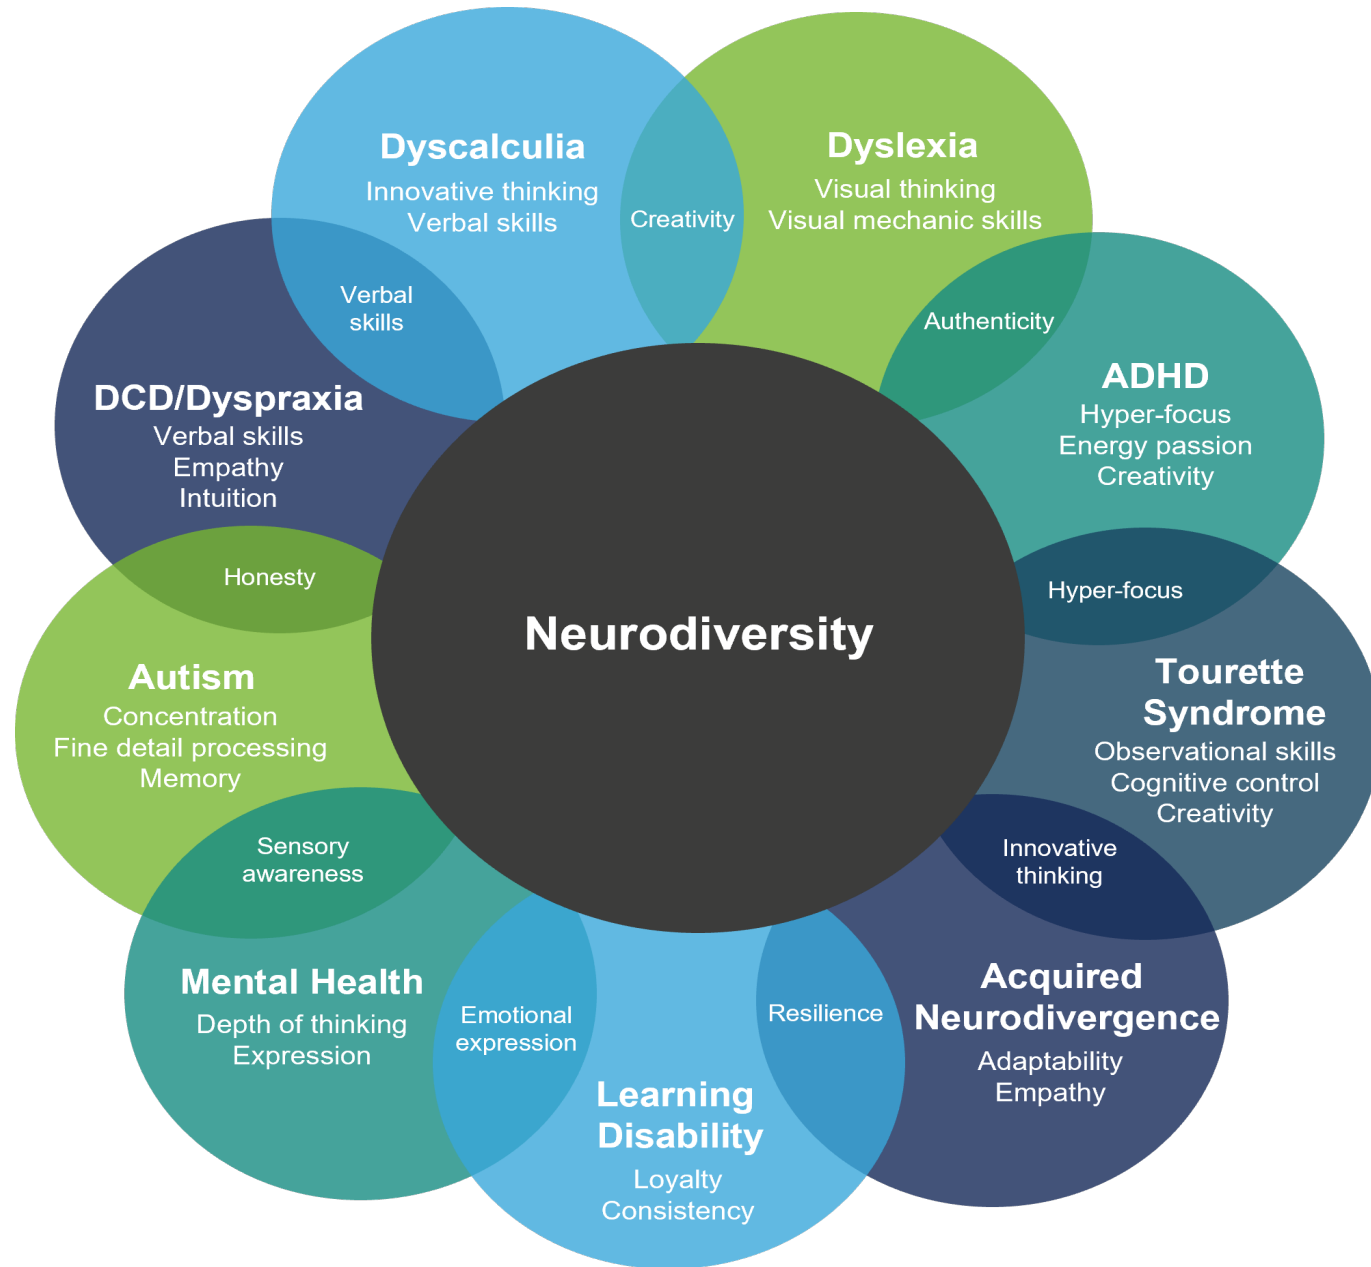 Dyscalculia
Innovative thinking
Verbal skills
Creativity
Dyslexia
Visual thinking
Visual mechanic skills
Authenticity
ADHD
Hyper-focus
Energy passion
Creativity
Hyper-focus
Tourette
Syndrome
Observational skills
Cognitive control
Creativity
Innovative
thinking
Acquired
Neurodivergence
Adaptability
Empathy
Resilience
Learning
Disability
Loyalty
Consistency
Emotional
expression
Mental Health
Depth of thinking
Expression
Sensory
awareness
Autism
Concentration
Fine detail processing
Memory
Honesty
DCD/Dyspraxia
Verbal skills
Empathy
Intuition
Verbal
skills
Neurodiversity